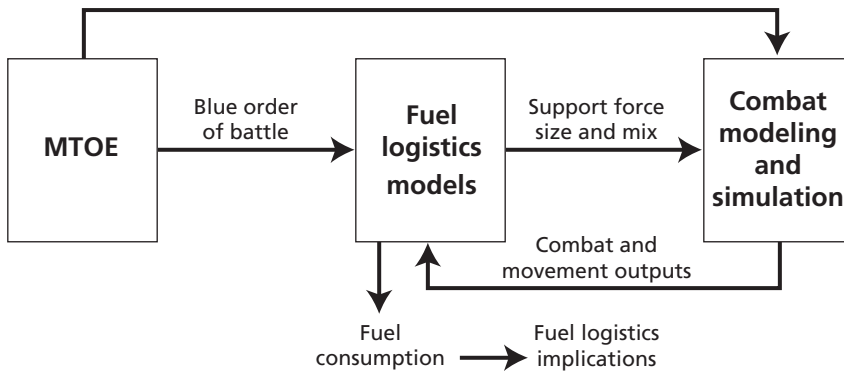 MTOE
Blue order
of battle
Fuel
logistics
models
Support force
size and mix
Combat
modeling
and
simulation
Combat and
movement outputs
Fuel
consumption
Fuel logistics
implications